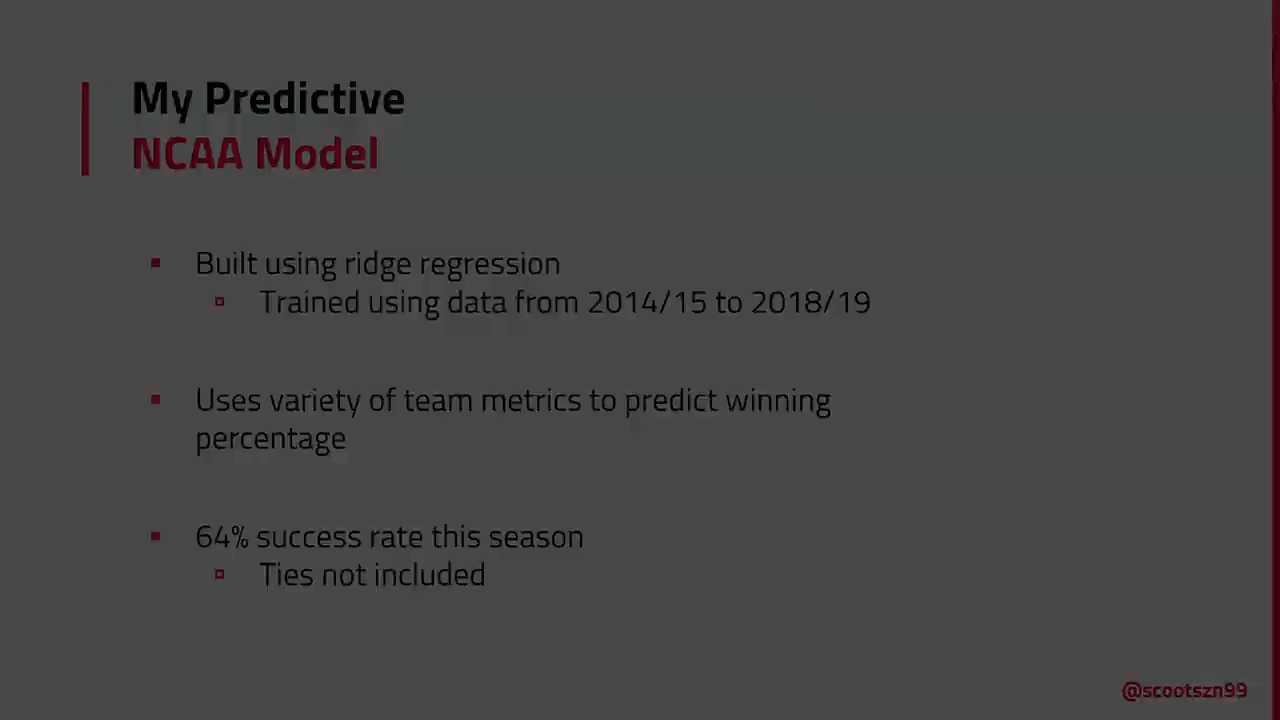 My Predictive
NCAA Model
▪ Built using ridge regression
▫ Trained using data from 2014/15 to 2018/19
▪ Uses variety of team metrics to predict winning
percentage
▪ 64% success rate this season
▫ Ties not included
@scootszn99